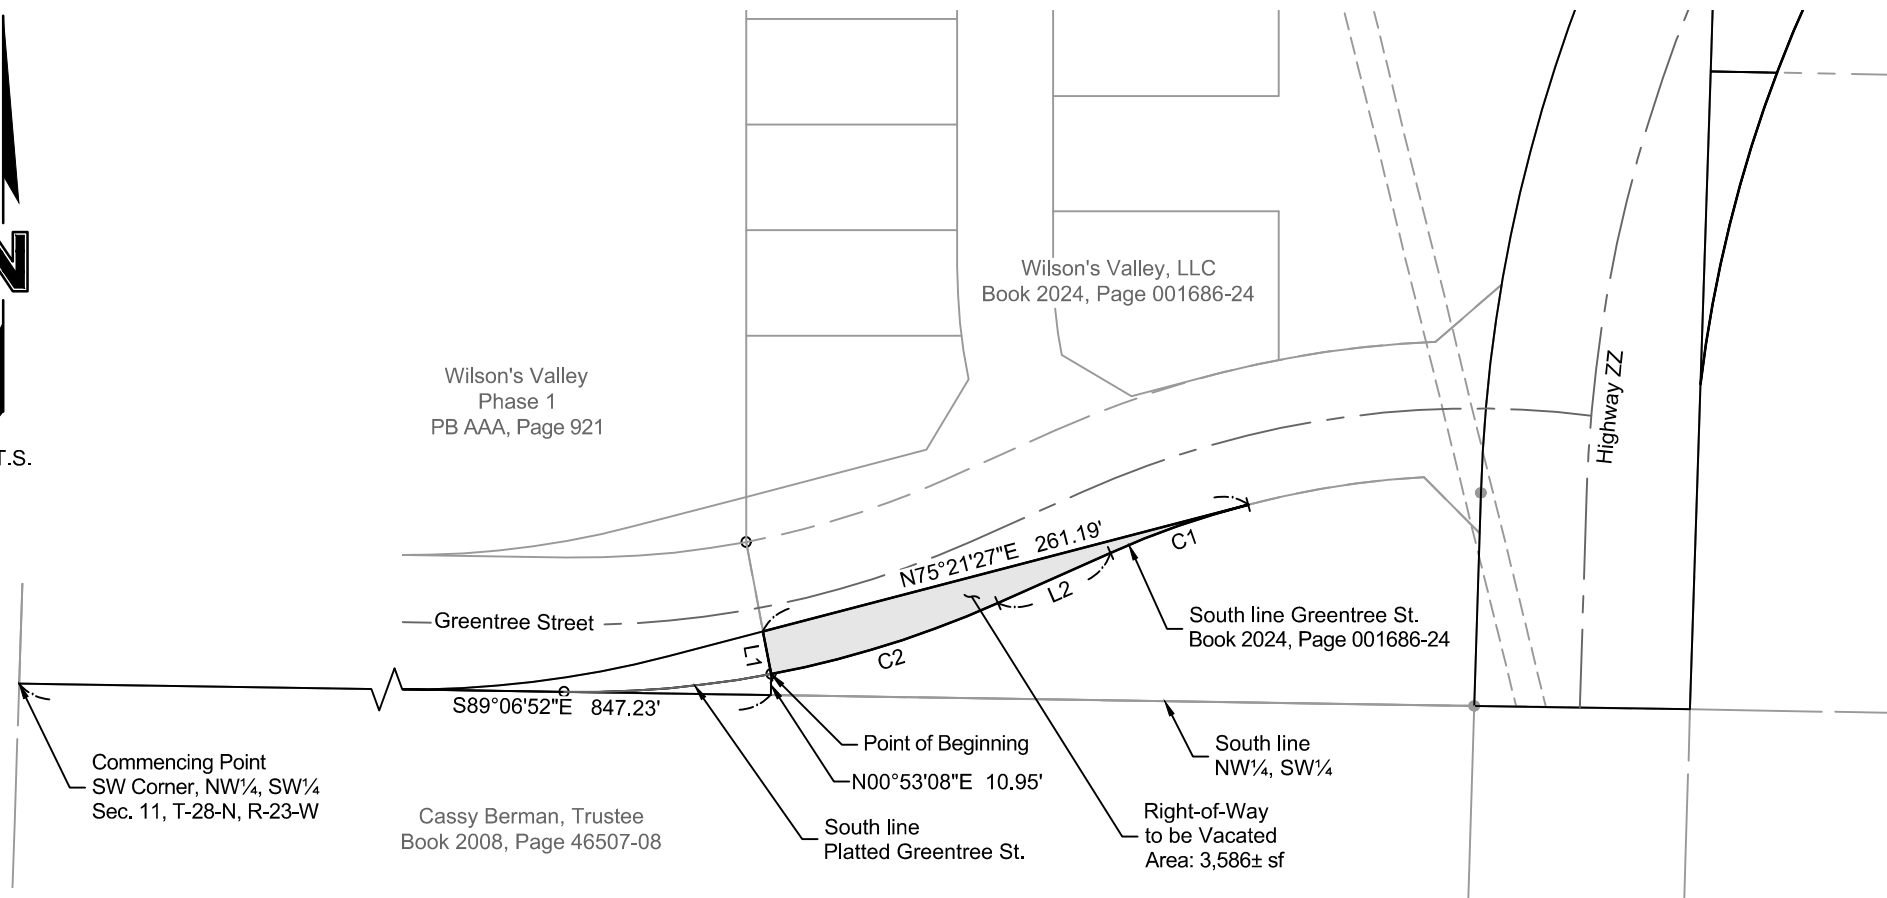 N
T.S.
Wilson's Valley, LLC
Book 2024, Page 001686-24
Wilson's Valley
Phase 1
PB AAA, Page 921
Highway ZZ
N75°21'27"E 261.19'
C1
L2
Greentree Street
L1
C2
South line Greentree St.
Book 2024, Page 001686-24
S89°06'52"E 847.23'
Commencing Point
SW Corner, NW¼, SW¼
Sec. 11, T-28-N, R-23-W
Point of Beginning
N00°53'08"E 10.95'
South line
NW¼, SW¼
Cassy Berman, Trustee
Book 2008, Page 46507-08
South line
Platted Greentree St.
Right-of-Way
to be Vacated
Area: 3,586± sf